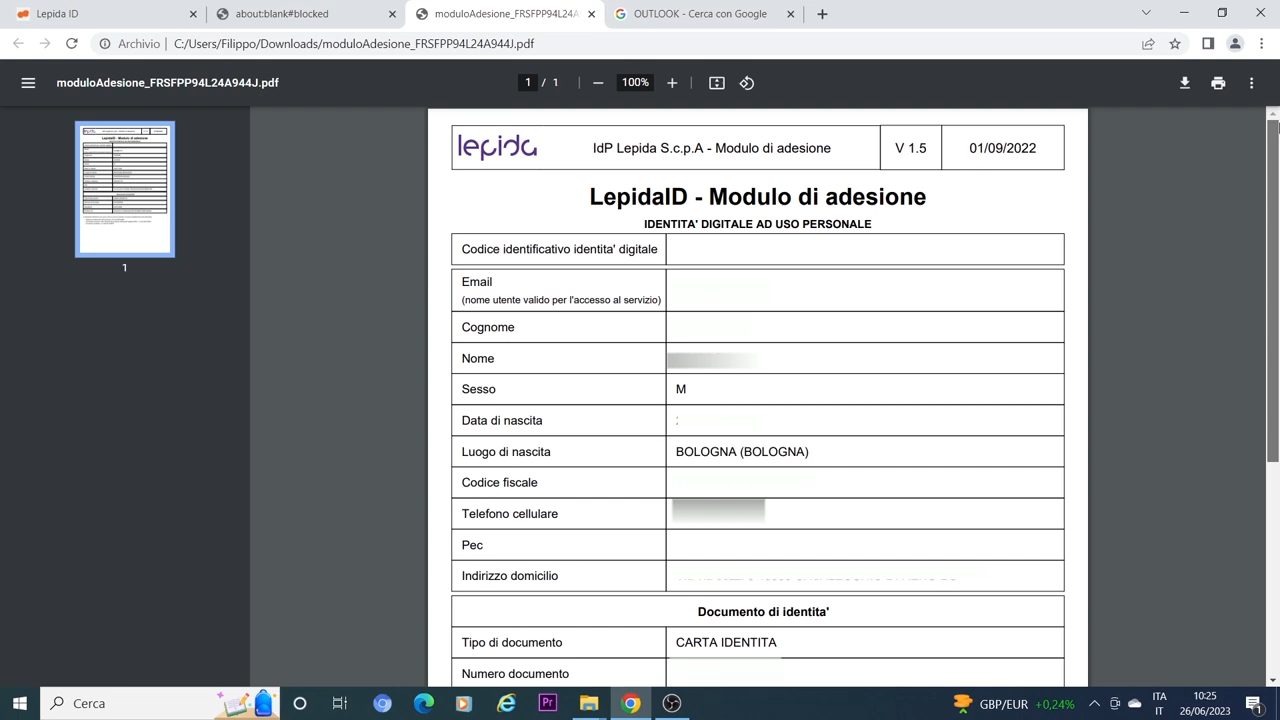 Lepida ID
about:blank#blocked
moduloAdesione_FRSFPP94L24A
OUTLOOK - Cerca con Google
Archivio
C:/Users/Filippo/Downloads/moduloAdesione_FRSFPP94L24A944J.pdf
moduloAdesione_FRSFPP94L24A944J.pdf
1 / 1
100%
1
lepida
IdP Lepida S.c.p.A - Modulo di adesione
V 1.5
01/09/2022
LepidaID - Modulo di adesione
IDENTITA' DIGITALE AD USO PERSONALE
Codice identificativo identita' digitale
Email
(nome utente valido per l'accesso al servizio)
Cognome
Nome
Sesso M
Data di nascita
Luogo di nascita BOLOGNA (BOLOGNA)
Codice fiscale
Telefono cellulare
Pec
Indirizzo domicilio
Documento di identita'
Tipo di documento CARTA IDENTITA
Numero documento
Cerca
Pr
GBP/EUR +0,24%
ITA
IT
10:25
26/06/2023
1